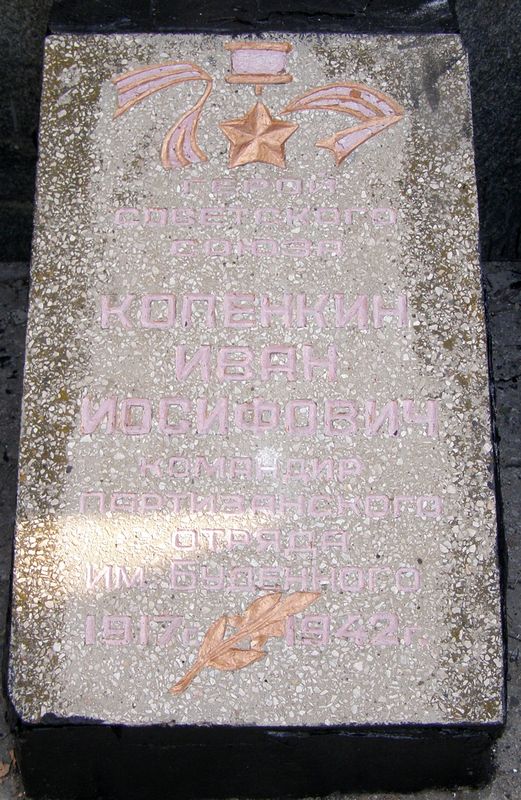 ГЕРОЙ
СОВЕТСКОГО
СОЮЗА
КОПЕНКИН
ИВАН
ИОСИФОВИЧ
КОМАНДИР
ПАРТИЗАНСКОГО
ОТРЯДА
ИМ. БУДЕННОГО
1917г. 1942г.